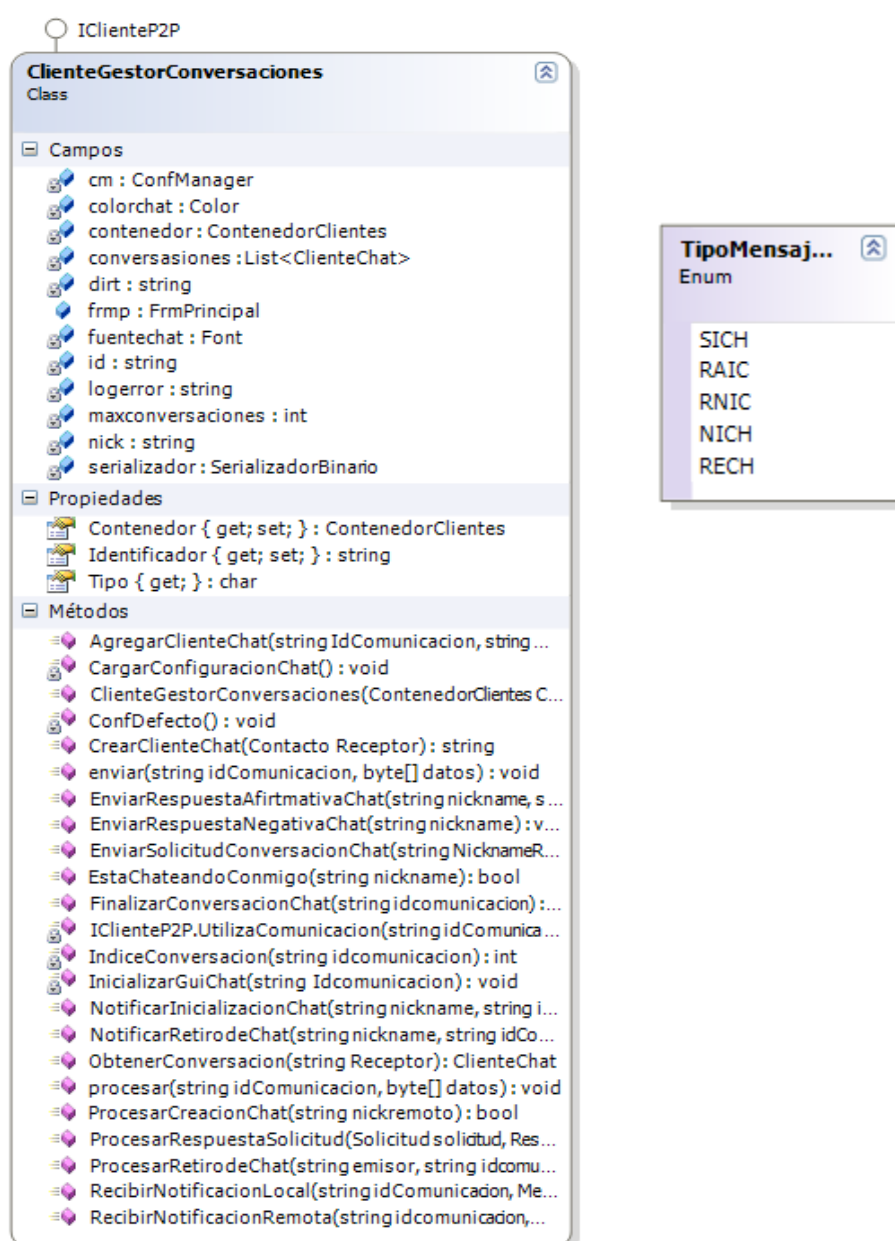 IClienteP2P
ClienteGestorConversaciones
Class
Campos
cm : ConfManager
colorchat : Color
contenedor : ContenedorClientes
conversasiones : List<ClienteChat>
dirt : string
frmp : FrmPrincipal
fuentechat : Font
id : string
logerror : string
maxconversaciones : int
nick : string
serializador : SerializadorBinario
Propiedades
Contenedor { get; set; } : ContenedorClientes
Identificador { get; set; } : string
Tipo { get; } : char
Métodos
AgregarClienteChat(string IdComunicacion, string ...
CargarConfiguracionChat() : void
ClienteGestorConversaciones(ContenedorClientes C...
ConfDefecto() : void
CrearClienteChat(Contacto Receptor) : string
enviar(string idComunicacion, byte[] datos) : void
EnviarRespuestaAfirtmativaChat(string nickname, s...
EnviarRespuestaNegativaChat(string nickname) : v...
EnviarSolicitudConversacionChat(string NicknameR...
EstaChateandoConmigo(string nickname) : bool
FinalizarConversacionChat(string idcomunicacion) :...
IClienteP2P.UtilizaComunicacion(string idComunica...
IndiceConversacion(string idcomunicacion) : int
InicializarGuiChat(string Idcomunicacion) : void
NotificarInicializacionChat(string nickname, string i...
NotificarRetirodeChat(string nickname, string idCo...
ObtenerConversacion(string Receptor) : ClienteChat
procesar(string idComunicacion, byte[] datos) : void
ProcesarCreacionChat(string nickremoto) : bool
ProcesarRespuestaSolicitud(Solicitud solicitud, Res...
ProcesarRetirodeChat(string emisor, string idcomu...
RecibirNotificacionLocal(string idComunicacion, Me...
RecibirNotificacionRemota(string idcomunicacion,...
TipoMensaj...
Enum
SICH
RAIC
RNIC
NICH
RECH